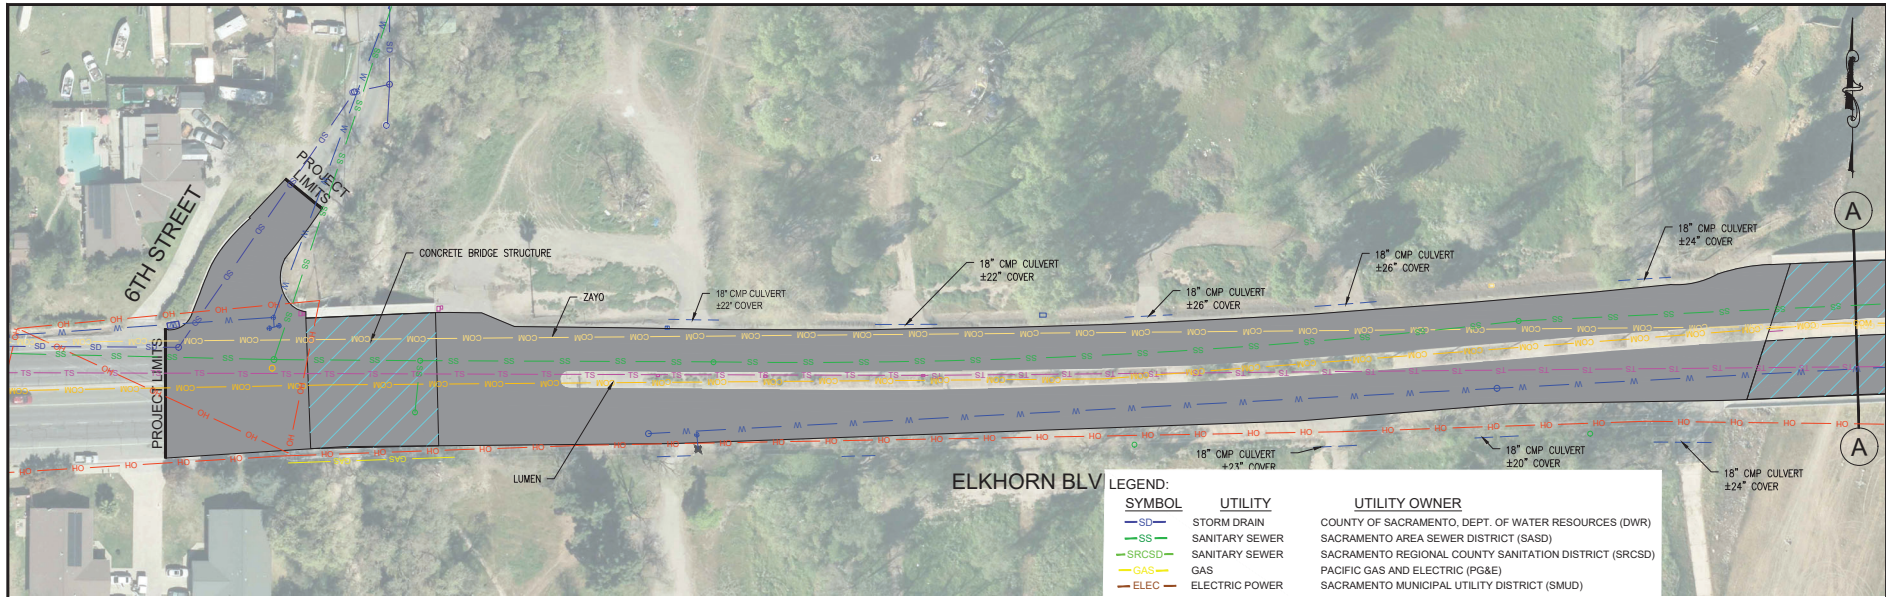 PROJECT
LIMITS
6TH STREET
CONCRETE BRIDGE STRUCTURE
ZAYO
18" CMP CULVERT
±22" COVER
18" CMP CULVERT
±22" COVER
18" CMP CULVERT
±26" COVER
18" CMP CULVERT
±26" COVER
18" CMP CULVERT
±24" COVER
A
PROJECT LIMITS
LUMEN
ELKHORN BLV
18" CMP CULVERT
±23" COVER
18" CMP CULVERT
±20" COVER
18" CMP CULVERT
±24" COVER
A
LEGEND:
SYMBOL UTILITY UTILITY OWNER
SD STORM DRAIN COUNTY OF SACRAMENTO, DEPT. OF WATER RESOURCES (DWR)
SS SANITARY SEWER SACRAMENTO AREA SEWER DISTRICT (SASD)
SRCSD SANITARY SEWER SACRAMENTO REGIONAL COUNTY SANITATION DISTRICT (SRCSD)
GAS GAS PACIFIC GAS AND ELECTRIC (PG&E)
ELEC ELECTRIC POWER SACRAMENTO MUNICIPAL UTILITY DISTRICT (SMUD)